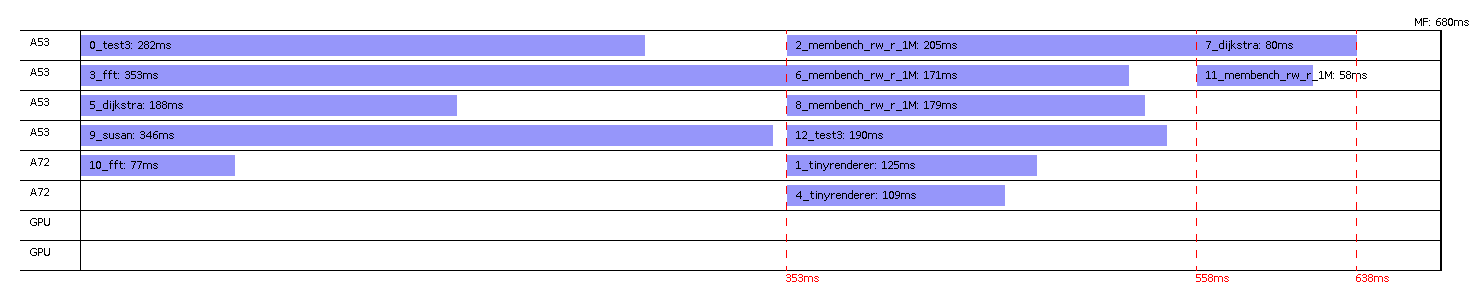 MF: 680ms
A53 0_test3: 282ms 2_membench_rw_r_1M: 205ms 7_dijkstra: 80ms
A53 3_fft: 353ms 6_membench_rw_r_1M: 171ms 11_membench_rw_r_1M: 58ms
A53 5_dijkstra: 188ms 8_membench_rw_r_1M: 179ms
A53 9_susan: 346ms 12_test3: 190ms
A72 10_fft: 77ms 1_tinyrenderer: 125ms
A72 4_tinyrenderer: 109ms
GPU
GPU
353ms 558ms 638ms